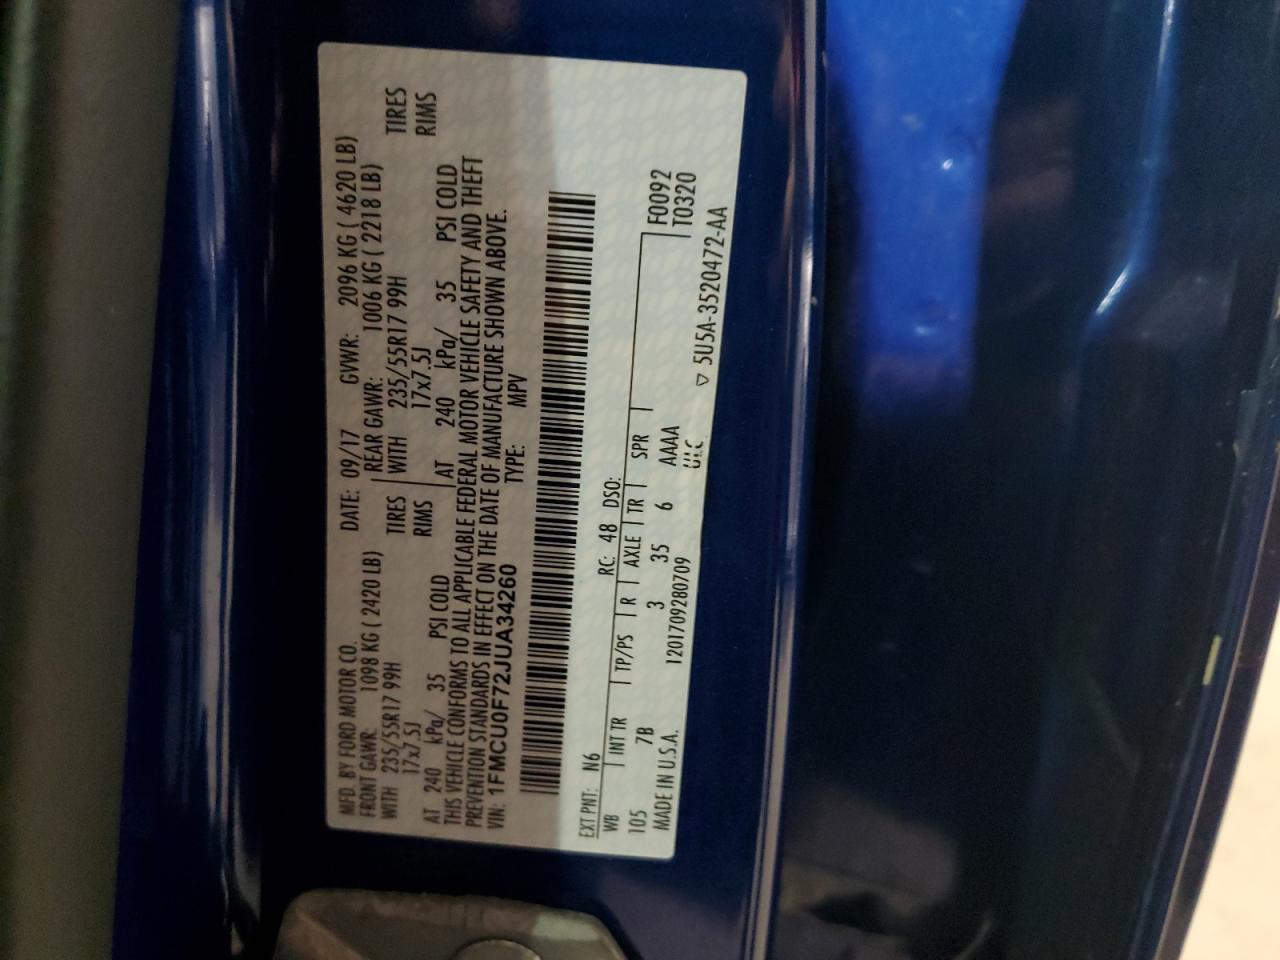 MFD. BY FORD MOTOR CO. DATE: 09/17 GVWR: 2096 KG ( 4620 LB)
FRONT GAWR: 1098 KG ( 2420 LB) REAR GAWR: 1006 KG ( 2218 LB)
WITH 235/55R17 99H TIRES WITH 235/55R17 99H TIRES
17x7.5J RIMS 17x7.5J RIMS
AT 240 kPa/ 35 PSI COLD AT 240 kPa/ 35 PSI COLD
THIS VEHICLE CONFORMS TO ALL APPLICABLE FEDERAL MOTOR VEHICLE SAFETY AND THEFT
PREVENTION STANDARDS IN EFFECT ON THE DATE OF MANUFACTURE SHOWN ABOVE.
VIN: 1FMCU0F72JUA34260 TYPE: MPV
EXT PNT: N6 RC: 48 DSO:
WB INT TR TP/PS R AXLE TR SPR F0092
105 7B 3 35 6 AAAA T0320
MADE IN U.S.A. 1201709280709 ULC ▽ 5U5A-3520472-AA